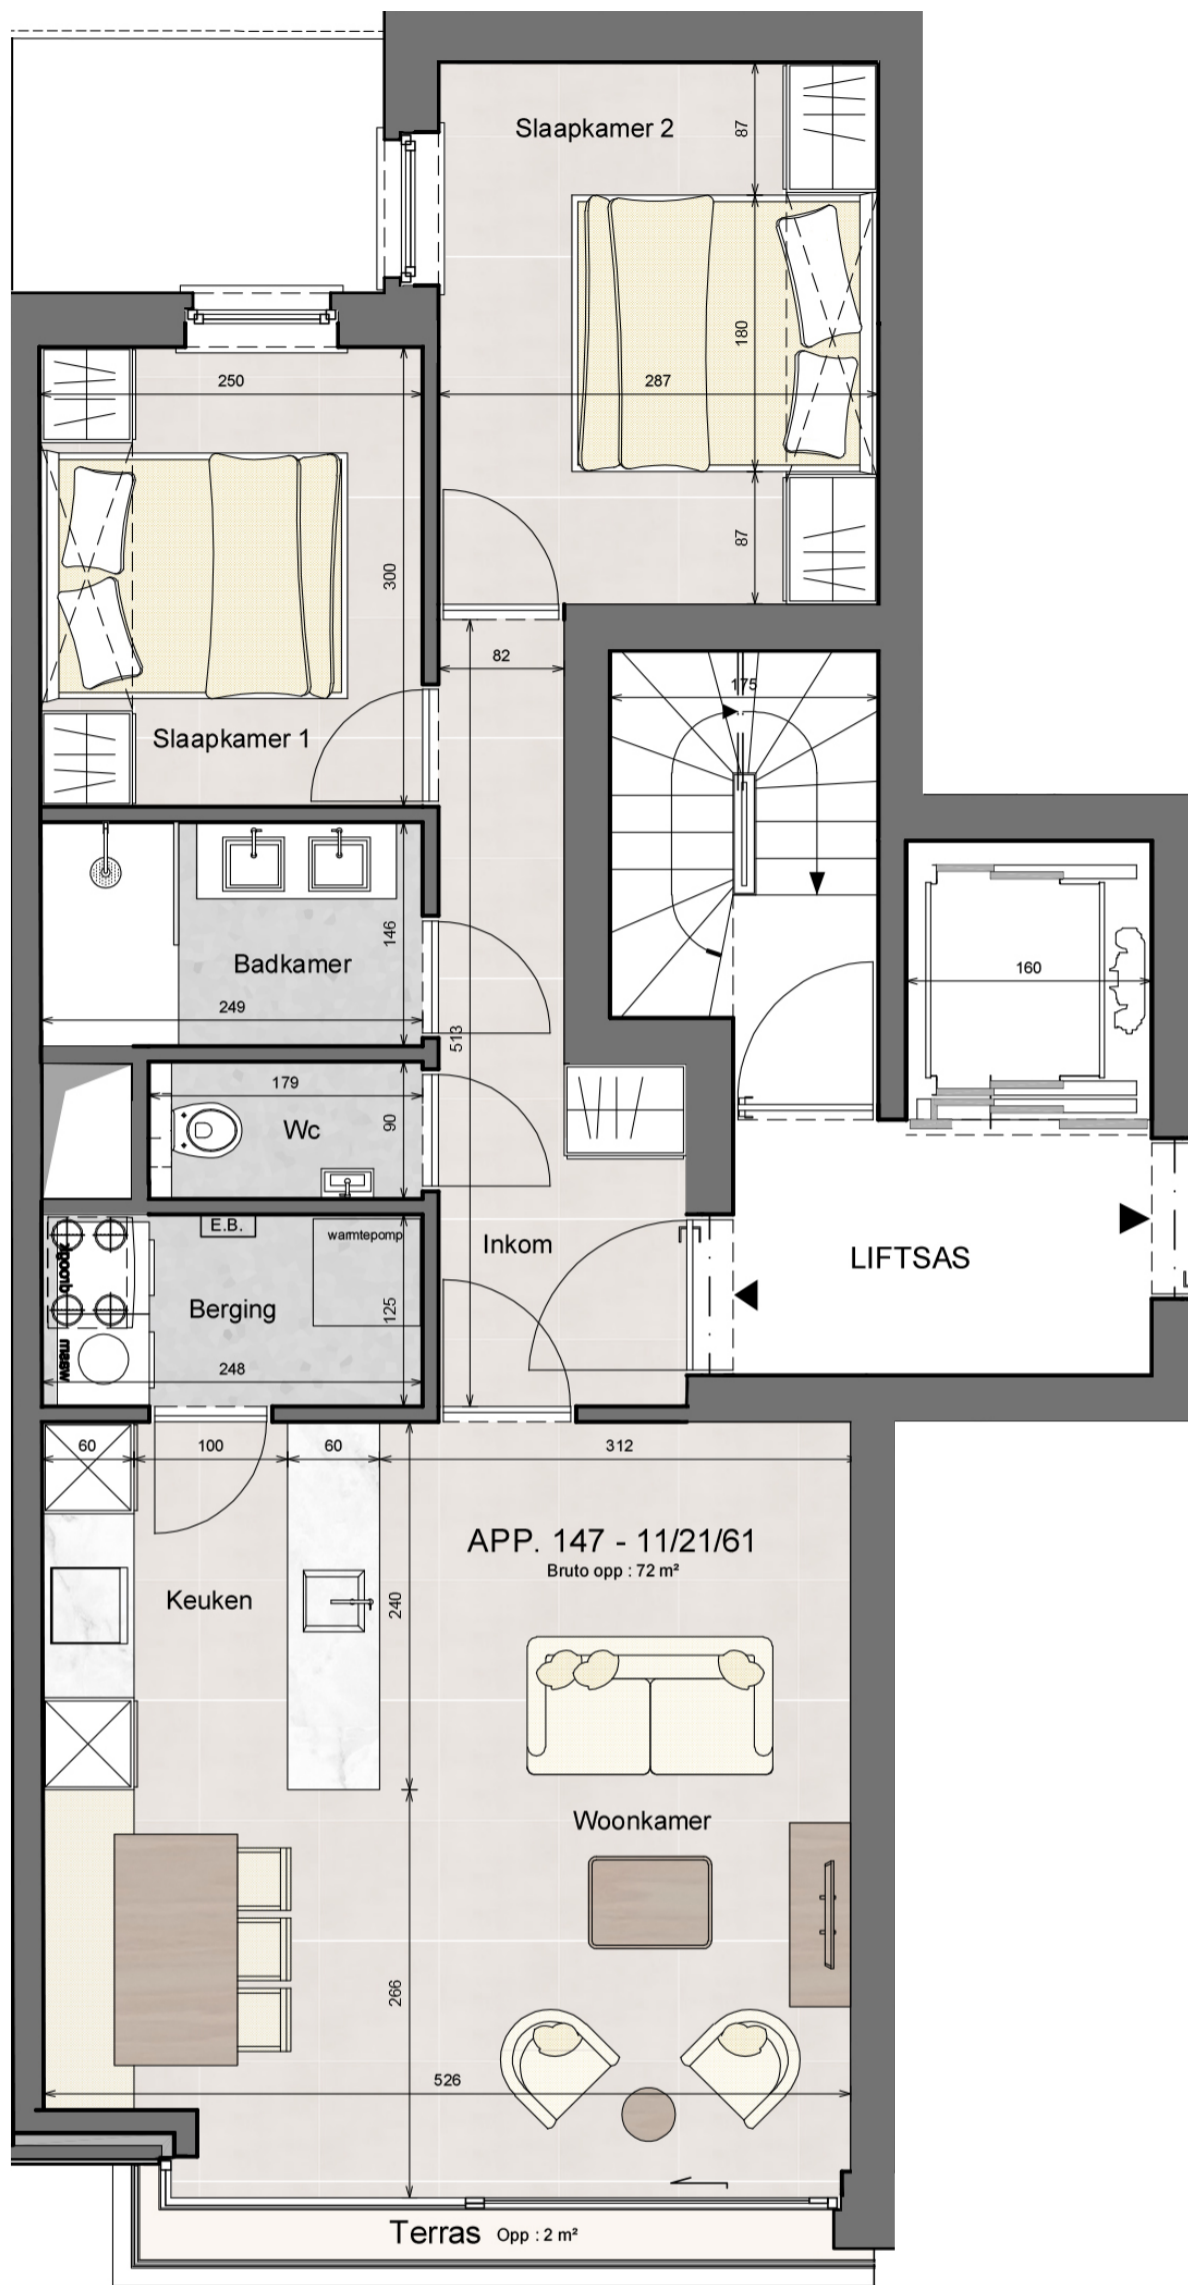 Slaapkamer 2
87
180
287
87
250
300
Slaapkamer 1
82
175
146
Badkamer
249
513
160
179
90
Wc
E.B.
warmtepomp
droogk
Inkom
LIFTSAS
Berging
125
wasm
248
60
100
60
312
APP. 147 - 11/21/61
Bruto opp : 72 m²
Keuken
240
Woonkamer
266
526
Terras Opp : 2 m²